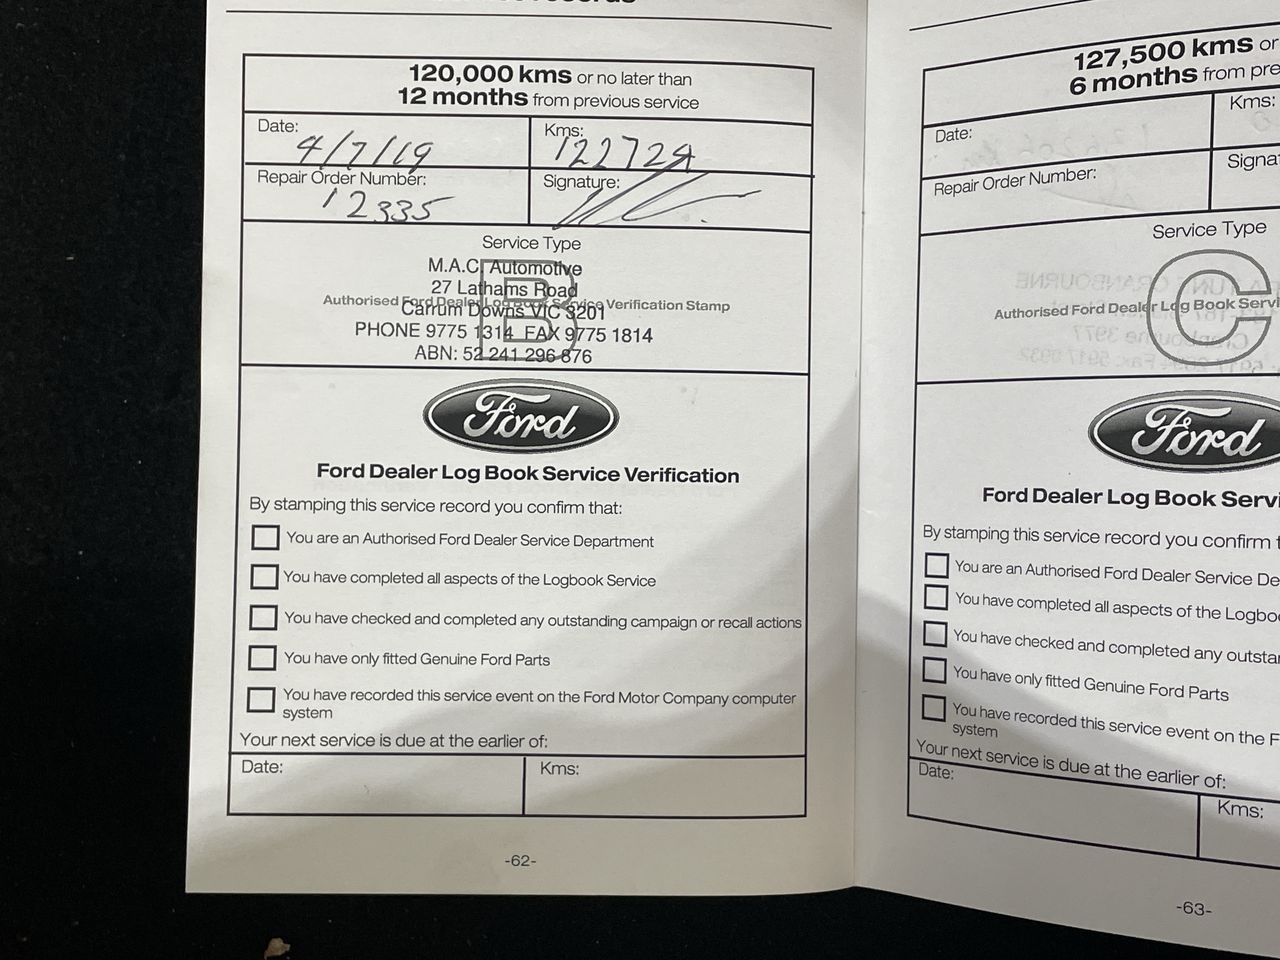 120,000 kms or no later than
12 months from previous service
Date: 4/7/19
Kms: 122729
Repair Order Number: 12335
Signature:
Service Type
B
M.A.C. Automotive
27 Lathams Road
Authorised Ford Dealer Log Book Service Verification Stamp
Carrum Downs VIC 3201
PHONE 9775 1314 FAX 9775 1814
ABN: 52 241 296 876
Ford
Ford Dealer Log Book Service Verification
By stamping this service record you confirm that:
You are an Authorised Ford Dealer Service Department
You have completed all aspects of the Logbook Service
You have checked and completed any outstanding campaign or recall actions
You have only fitted Genuine Ford Parts
You have recorded this service event on the Ford Motor Company computer
system
Your next service is due at the earlier of:
Date:
Kms:
-62-
127,500 kms or
6 months from pre
Date:
Kms:
Repair Order Number:
Signa
Service Type
C
Authorised Ford Dealer Log Book Servi
Ford
Ford Dealer Log Book Servi
By stamping this service record you confirm t
You are an Authorised Ford Dealer Service De
You have completed all aspects of the Logbo
You have checked and completed any outsta
You have only fitted Genuine Ford Parts
You have recorded this service event on the F
system
Your next service is due at the earlier of:
Date:
Kms:
-63-